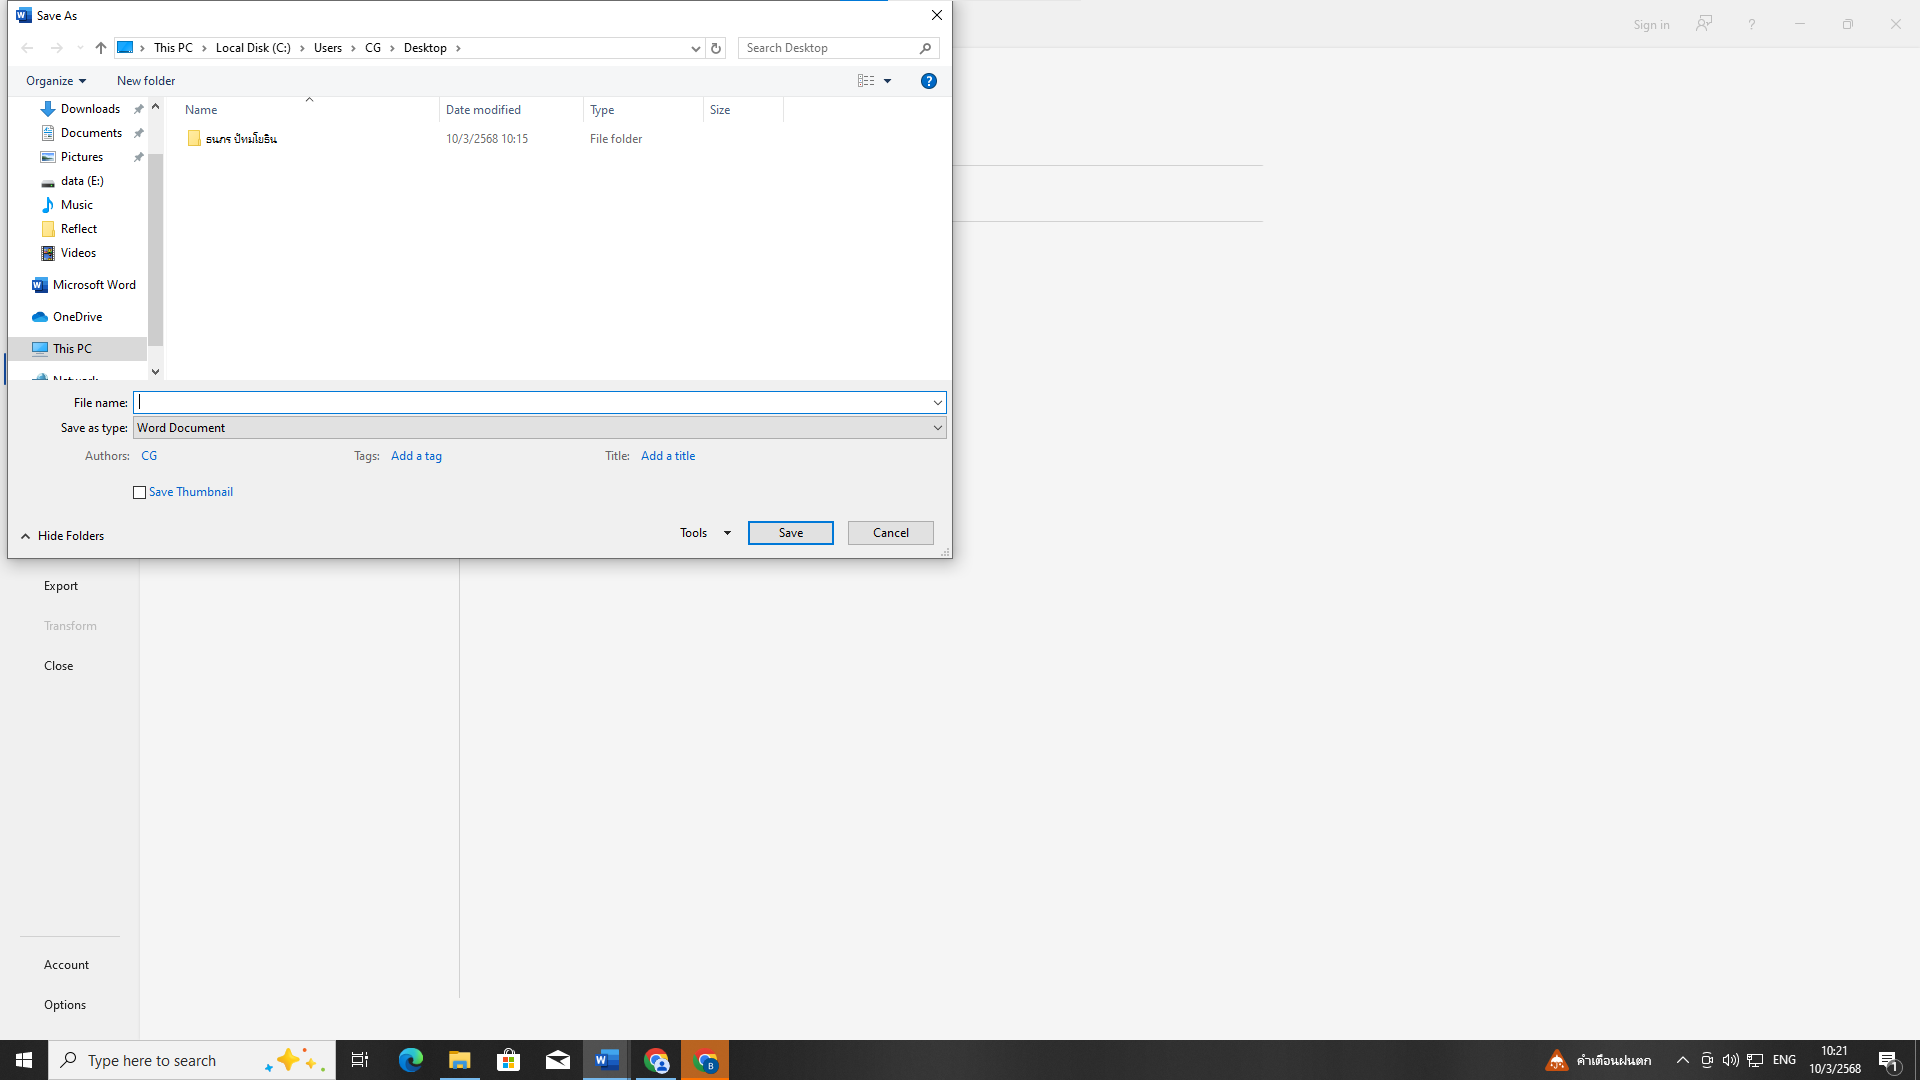 Save As
Sign in
?
This PC
Local Disk (C:)
Users
CG
Desktop
Search Desktop
Organize
New folder
?
Name
Date modified
Type
Size
ธนกร ปัทมโยธิน
10/3/2568 10:15
File folder
Downloads
Documents
Pictures
data (E:)
Music
Reflect
Videos
Microsoft Word
OneDrive
This PC
Network
File name:
Save as type:
Word Document
Authors:
CG
Tags:
Add a tag
Title:
Add a title
Save Thumbnail
Hide Folders
Tools
Save
Cancel
Export
Transform
Close
Account
Options
Type here to search
คำเตือนฝนตก
ENG
10:21
10/3/2568
1